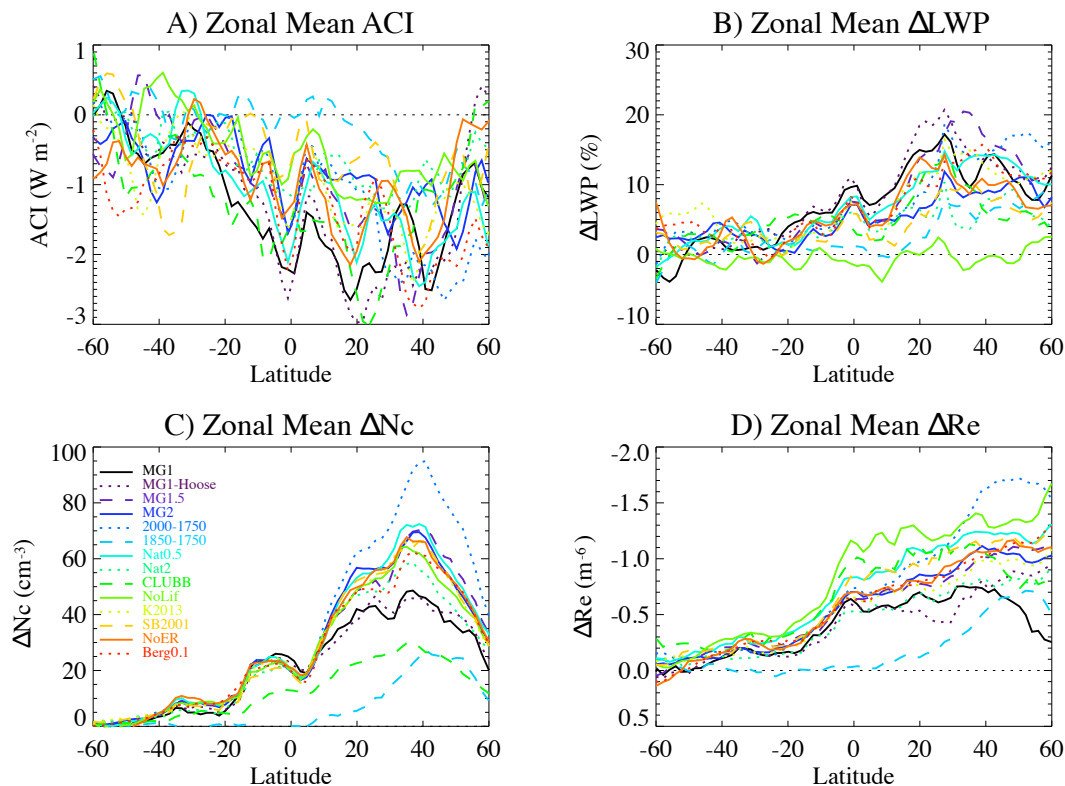 A) Zonal Mean ACI
1
0
-1
-2
-3
ACI (W m-2)
-60 -40 -20 0 20 40 60
Latitude
B) Zonal Mean ΔLWP
30
20
10
0
-10
ΔLWP (%)
-60 -40 -20 0 20 40 60
Latitude
C) Zonal Mean ΔNc
100
80
60
40
20
0
ΔNc (cm-3)
MG1
MG1-Hoose
MG1.5
MG2
2000-1750
1850-1750
Nat0.5
Nat2
CLUBB
NoLif
K2013
SB2001
NoER
Berg0.1
-60 -40 -20 0 20 40 60
Latitude
D) Zonal Mean ΔRe
-2.0
-1.5
-1.0
-0.5
0.0
0.5
ΔRe (m-6)
-60 -40 -20 0 20 40 60
Latitude